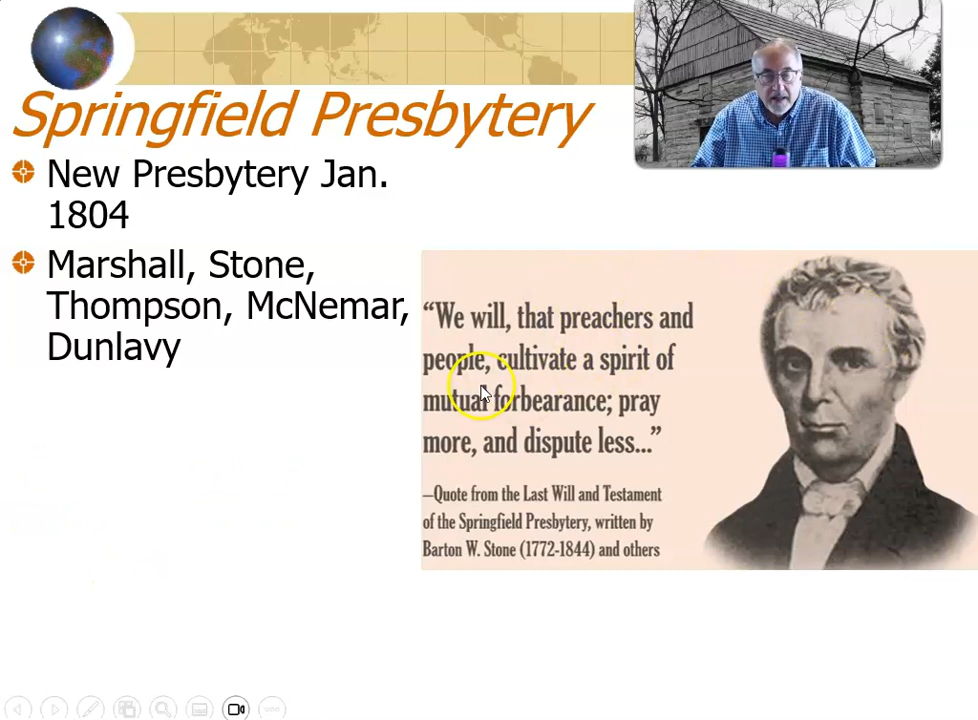 Springfield Presbytery
New Presbytery Jan.
1804
Marshall, Stone,
Thompson, McNemar,
Dunlavy
“We will, that preachers and
people, cultivate a spirit of
mutual forbearance; pray
more, and dispute less...”
–Quote from the Last Will and Testament
of the Springfield Presbytery, written by
Barton W. Stone (1772-1844) and others